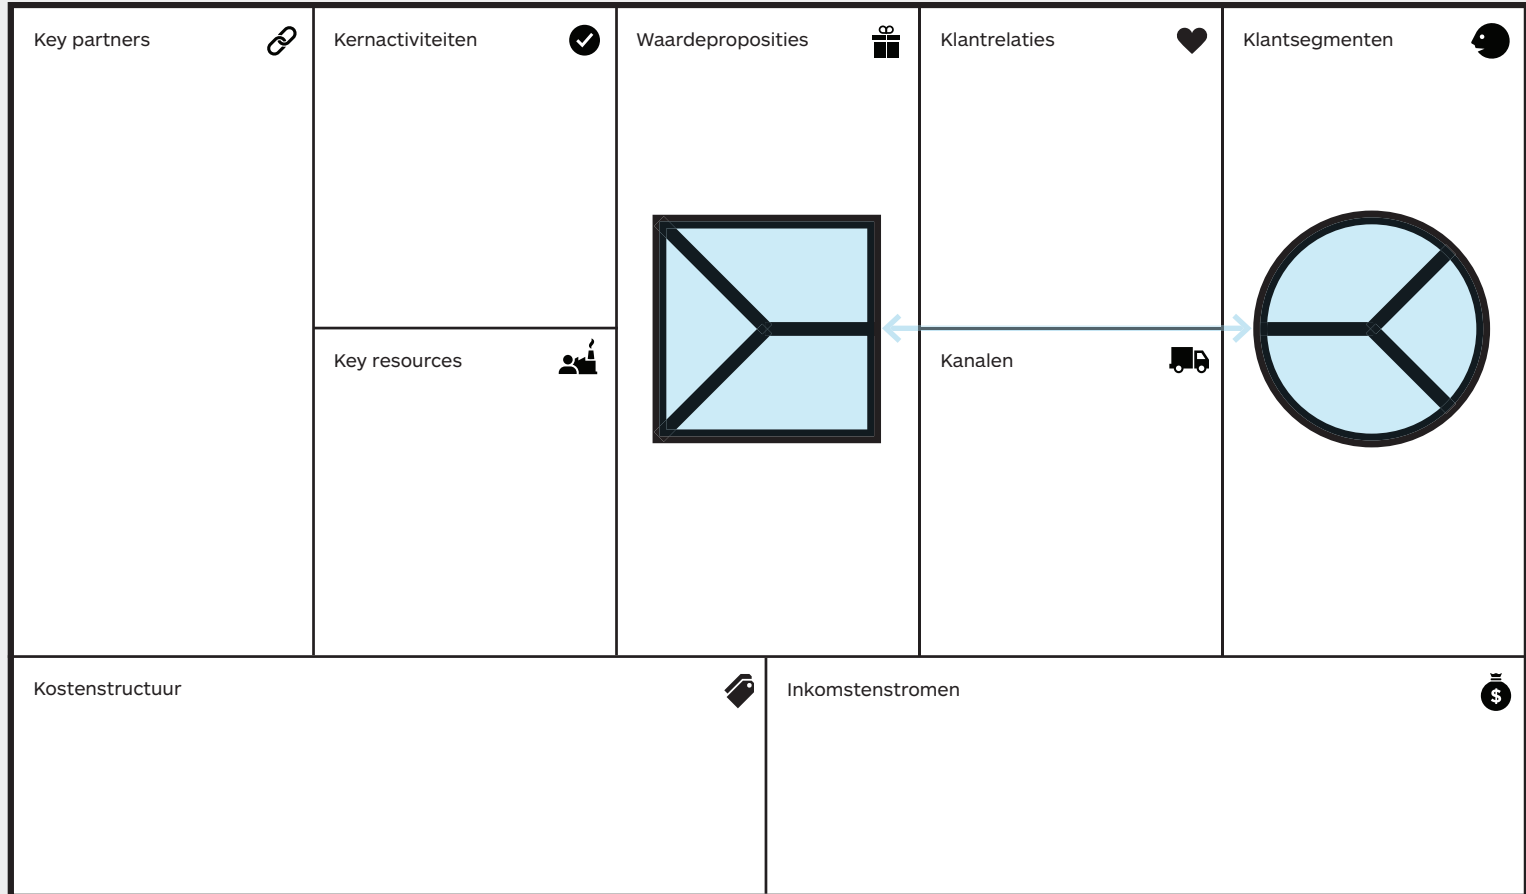 Key partners
Kernactiviteiten
Waardeproposities
Klantrelaties
Klantsegmenten
Key resources
Kanalen
Kostenstructuur
Inkomstenstromen
$